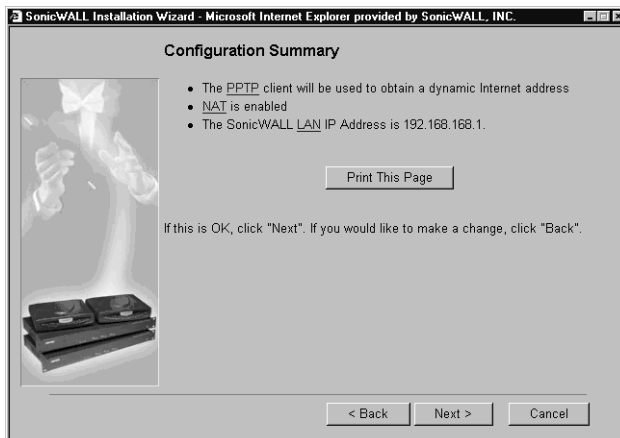 SonicWALL Installation Wizard - Microsoft Internet Explorer provided by SonicWALL, INC.
Configuration Summary
• The PPTP client will be used to obtain a dynamic Internet address
• NAT is enabled
• The SonicWALL LAN IP Address is 192.168.168.1.
Print This Page
If this is OK, click "Next". If you would like to make a change, click "Back".
< Back Next > Cancel